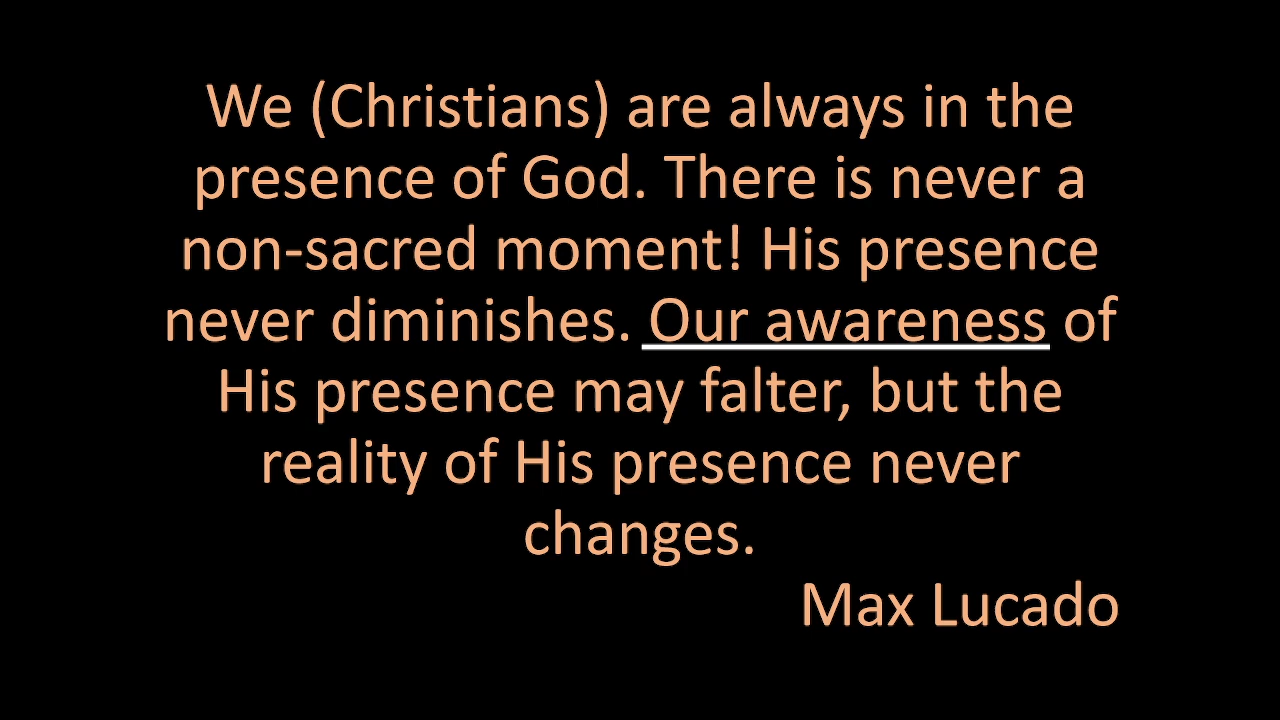 We (Christians) are always in the
presence of God. There is never a
non-sacred moment! His presence
never diminishes. Our awareness of
His presence may falter, but the
reality of His presence never
changes.
Max Lucado